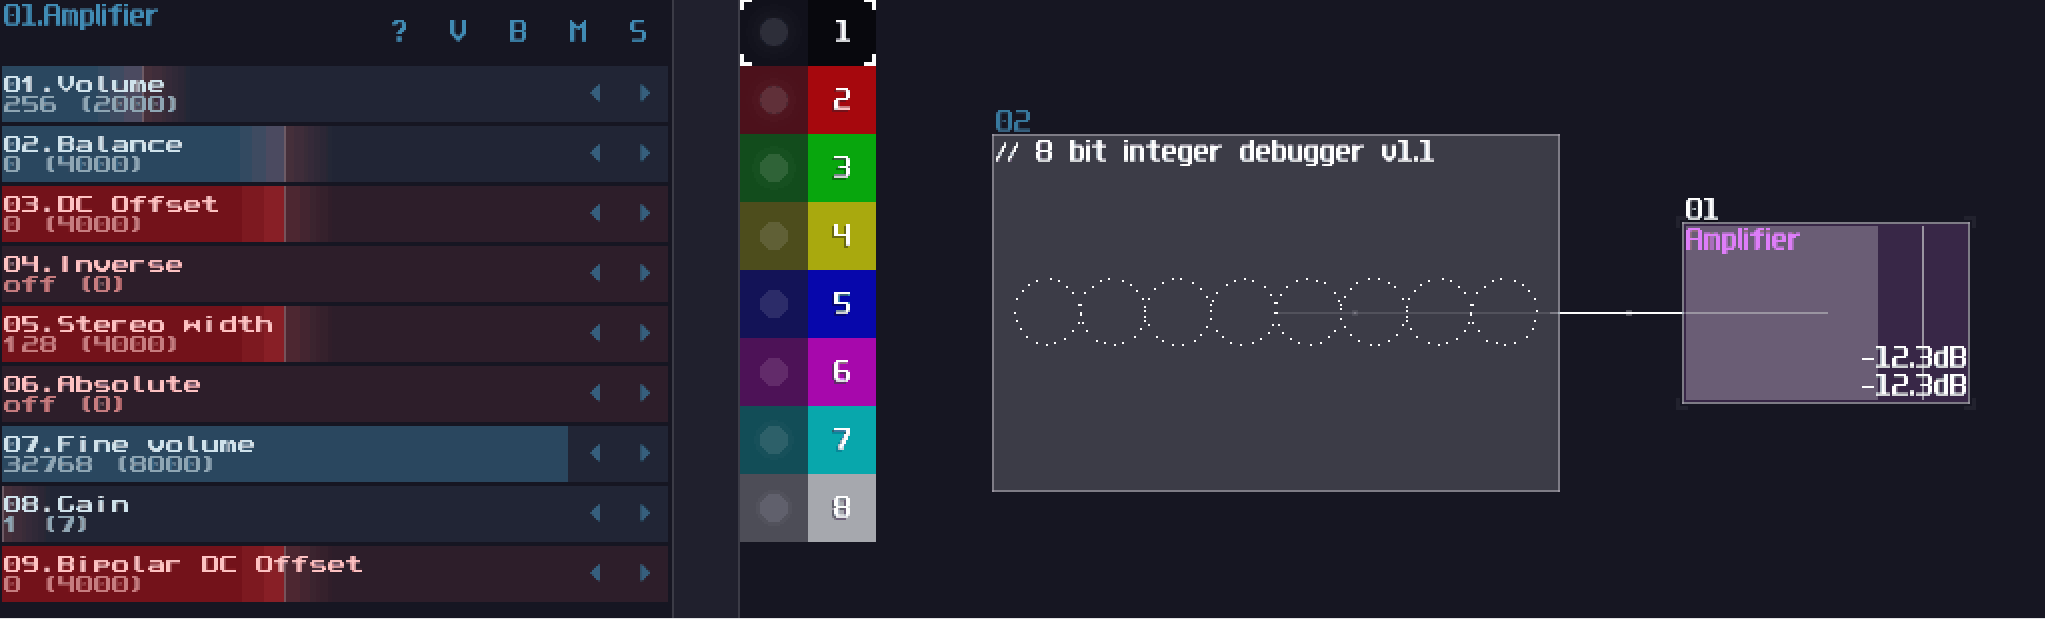 01.Amplifier
? V B M S
01.Volume
256 (2000)
02.Balance
0 (4000)
03.DC Offset
0 (4000)
04.Inverse
off (0)
05.Stereo width
128 (4000)
06.Absolute
off (0)
07.Fine volume
32768 (8000)
08.Gain
1 (7)
09.Bipolar DC Offset
0 (4000)
1
2
3
4
5
6
7
8
02
// 8 bit integer debugger v1.1
01
Amplifier
-12.3dB
-12.3dB